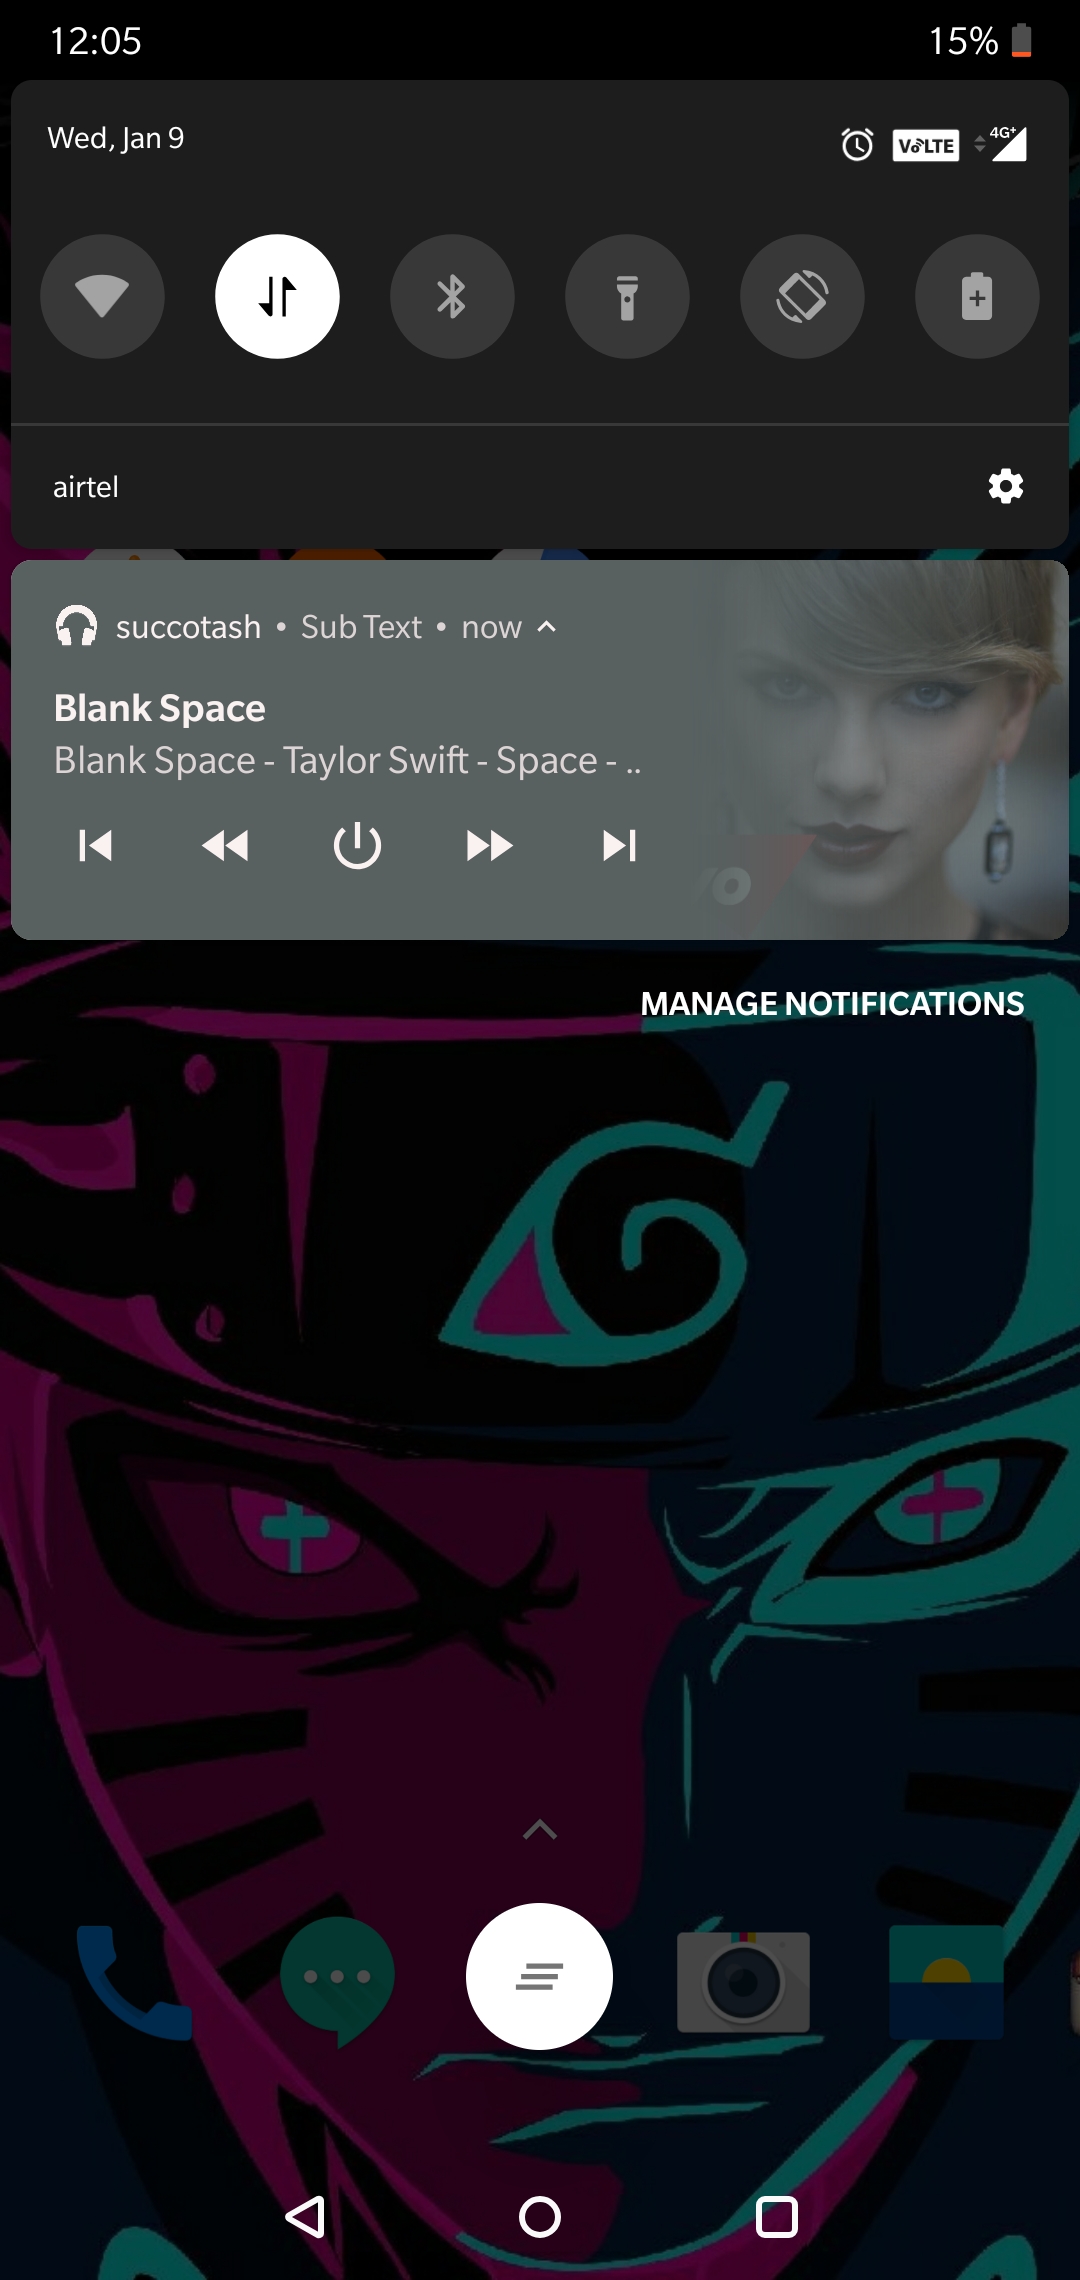 12:05 15%
Wed, Jan 9 VoLTE 4G+
airtel
succotash • Sub Text • now
Blank Space
Blank Space - Taylor Swift - Space - ..
MANAGE NOTIFICATIONS